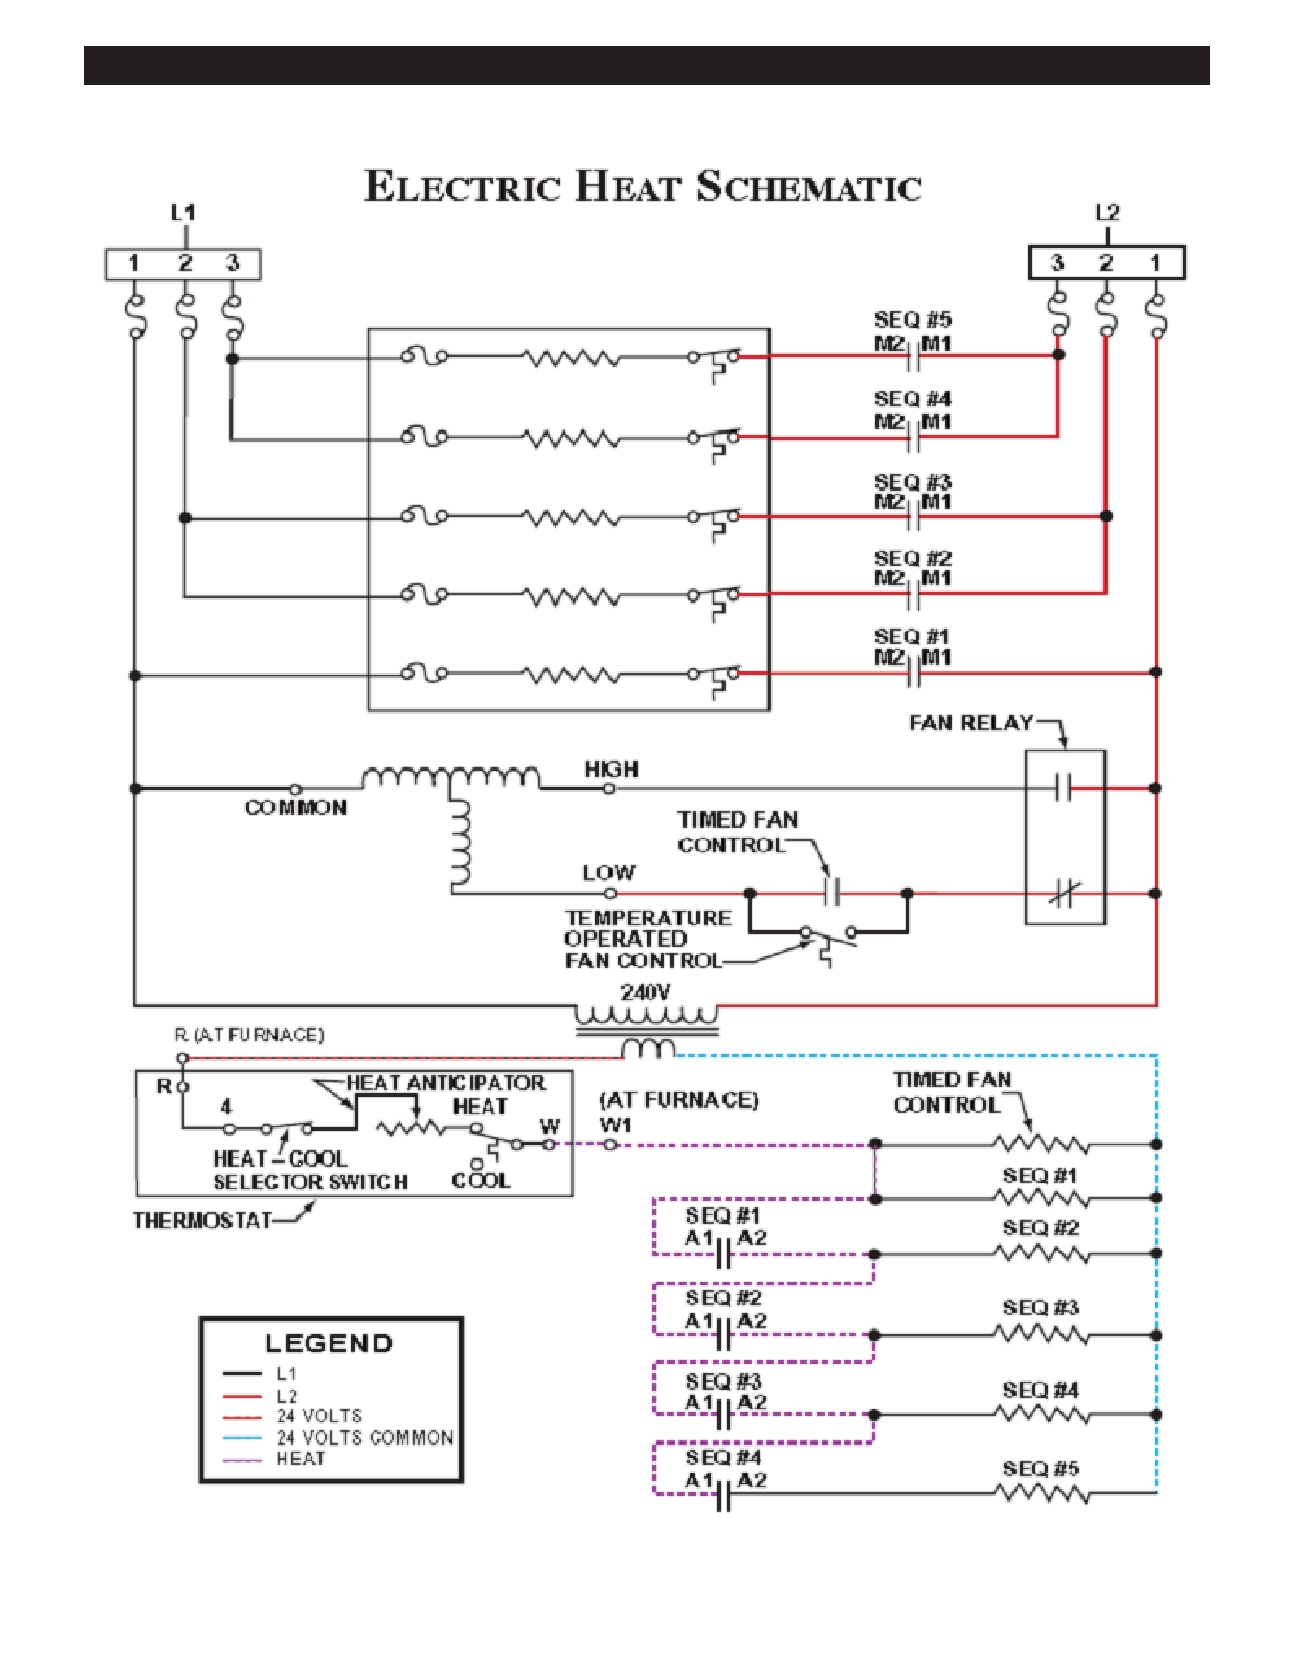 ELECTRIC HEAT SCHEMATIC
L1
L2
1 2 3
3 2 1
SEQ #5
M2 M1
SEQ #4
M2 M1
SEQ #3
M2 M1
SEQ #2
M2 M1
SEQ #1
M2 M1
FAN RELAY
HIGH
COMMON
TIMED FAN
CONTROL
LOW
TEMPERATURE
OPERATED
FAN CONTROL
240V
R (AT FURNACE)
R
HEAT ANTICIPATOR
4
HEAT
W
HEAT-COOL
SELECTOR SWITCH
COOL
THERMOSTAT
(AT FURNACE)
W1
TIMED FAN
CONTROL
SEQ #1
SEQ #1
A1 A2
SEQ #2
SEQ #2
A1 A2
SEQ #3
SEQ #3
A1 A2
SEQ #4
SEQ #4
A1 A2
SEQ #5
LEGEND
L1
L2
24 VOLTS
24 VOLTS COMMON
HEAT